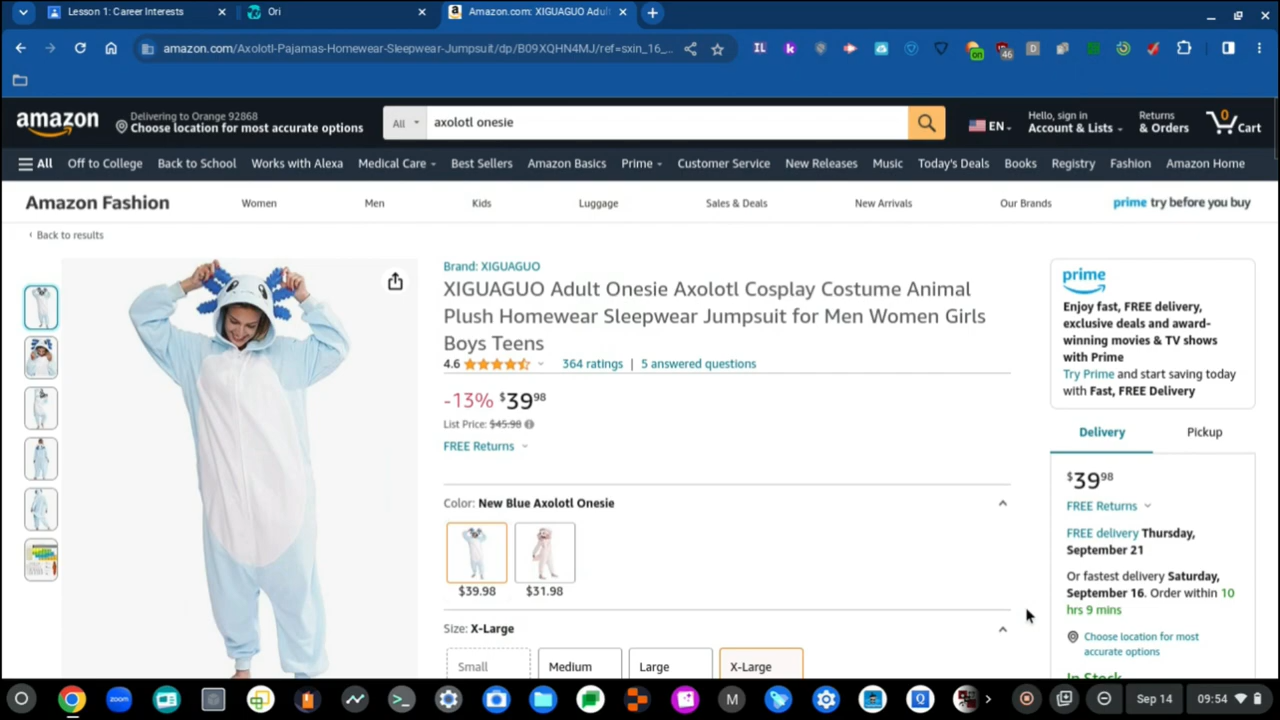 Lesson 1: Career Interests
Ori
Amazon.com: XIGUAGUO Adul
amazon.com/Axolotl-Pajamas-Homewear-Sleepwear-Jumpsuit/dp/B09XQHN4MJ/ref=sxin_16_...
IL
k
on
46
D
amazon
Delivering to Orange 92868
Choose location for most accurate options
All
axolotl onesie
EN
Hello, sign in
Account & Lists
Returns
& Orders
0
Cart
All
Off to College
Back to School
Works with Alexa
Medical Care
Best Sellers
Amazon Basics
Prime
Customer Service
New Releases
Music
Today's Deals
Books
Registry
Fashion
Amazon Home
Amazon Fashion
Women
Men
Kids
Luggage
Sales & Deals
New Arrivals
Our Brands
prime try before you buy
‹ Back to results
Brand: XIGUAGUO
XIGUAGUO Adult Onesie Axolotl Cosplay Costume Animal
Plush Homewear Sleepwear Jumpsuit for Men Women Girls
Boys Teens
4.6
364 ratings | 5 answered questions
-13% $3998
List Price: $45.98
FREE Returns
Color: New Blue Axolotl Onesie
$39.98
$31.98
Size: X-Large
Small
Medium
Large
X-Large
prime
Enjoy fast, FREE delivery,
exclusive deals and award-
winning movies & TV shows
with Prime
Try Prime and start saving today
with Fast, FREE Delivery
Delivery
Pickup
$3998
FREE Returns
FREE delivery Thursday,
September 21
Or fastest delivery Saturday,
September 16. Order within 10
hrs 9 mins
Choose location for most
accurate options
In Stock
zoom
M
Q
Sep 14
09:54